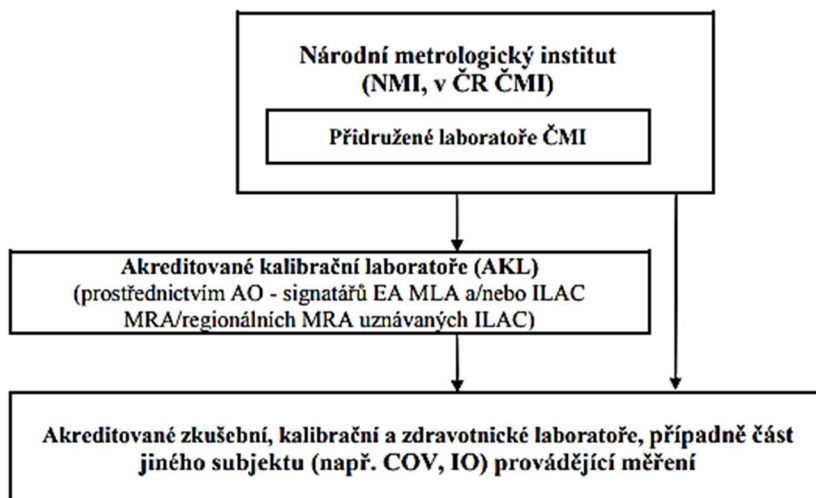 Národní metrologický institut
(NMI, v ČR ČMI)
Přidružené laboratoře ČMI
Akreditované kalibrační laboratoře (AKL)
(prostřednictvím AO - signatářů EA MLA a/nebo ILAC
MRA/regionálních MRA uznávaných ILAC)
Akreditované zkušební, kalibrační a zdravotnické laboratoře, případně část
jiného subjektu (např. COV, IO) provádějící měření